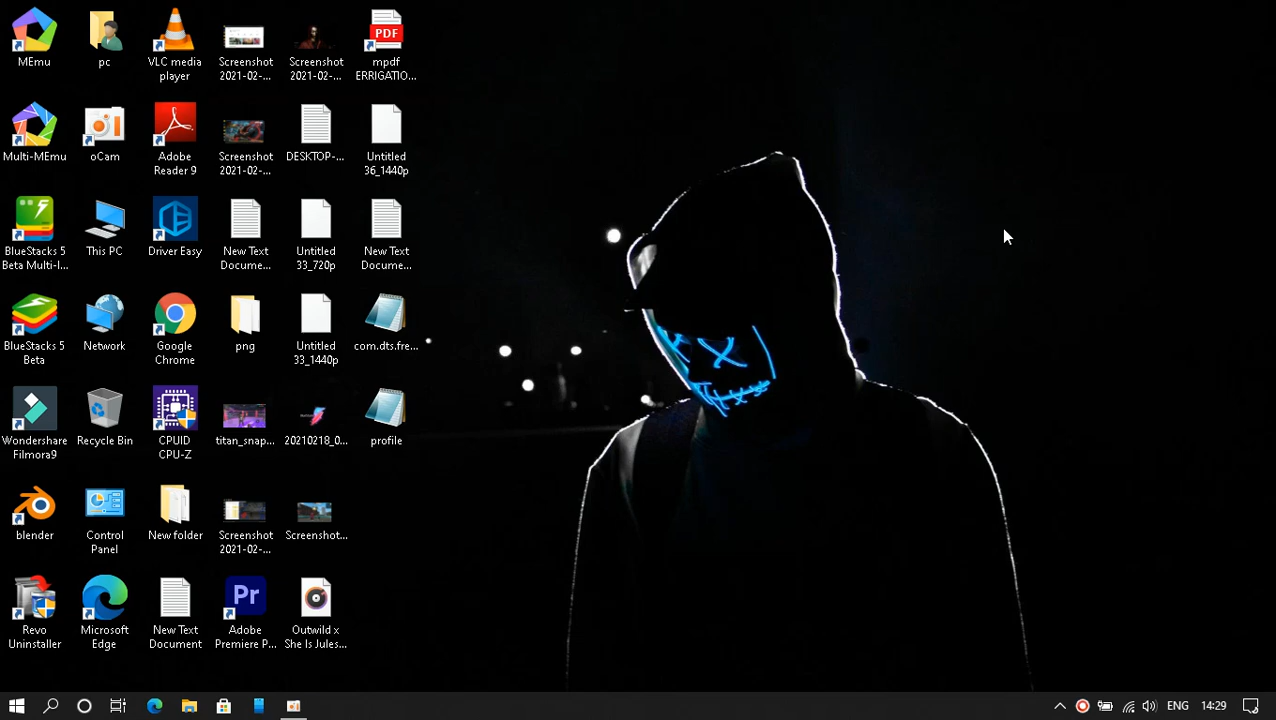 MEmu
pc
VLC media
player
Screenshot
2021-02-...
Screenshot
2021-02-...
PDF
mpdf
ERRIGATIO...
Multi-MEmu
oCam
Adobe
Reader 9
Screenshot
2021-02-...
DESKTOP-...
Untitled
36_1440p
BlueStacks 5
Beta Multi-I...
This PC
Driver Easy
New Text
Docume...
Untitled
33_720p
New Text
Docume...
BlueStacks 5
Beta
Network
Google
Chrome
png
Untitled
33_1440p
com.dts.fre...
Wondershare
Filmora9
Recycle Bin
CPUID
CPU-Z
titan_snap...
20210218_0...
profile
blender
Control
Panel
New folder
Screenshot
2021-02-...
Screenshot...
Revo
Uninstaller
Microsoft
Edge
New Text
Document
Pr
Adobe
Premiere P...
Outwild x
She Is Jules...
ENG
14:29